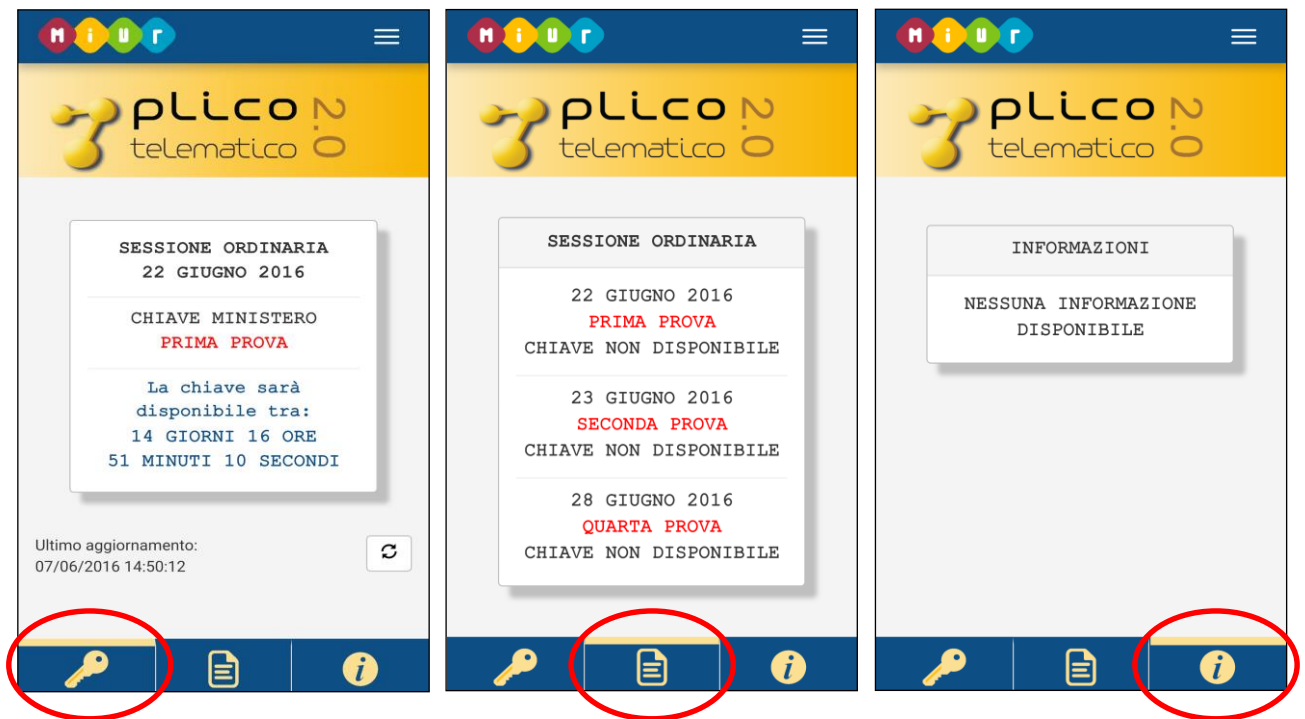 MiUr
plico 2.0
telematico
SESSIONE ORDINARIA
22 GIUGNO 2016
CHIAVE MINISTERO
PRIMA PROVA
La chiave sarà
disponibile tra:
14 GIORNI 16 ORE
51 MINUTI 10 SECONDI
Ultimo aggiornamento:
07/06/2016 14:50:12
i
MiUr
plico 2.0
telematico
SESSIONE ORDINARIA
22 GIUGNO 2016
PRIMA PROVA
CHIAVE NON DISPONIBILE
23 GIUGNO 2016
SECONDA PROVA
CHIAVE NON DISPONIBILE
28 GIUGNO 2016
QUARTA PROVA
CHIAVE NON DISPONIBILE
i
MiUr
plico 2.0
telematico
INFORMAZIONI
NESSUNA INFORMAZIONE
DISPONIBILE
i